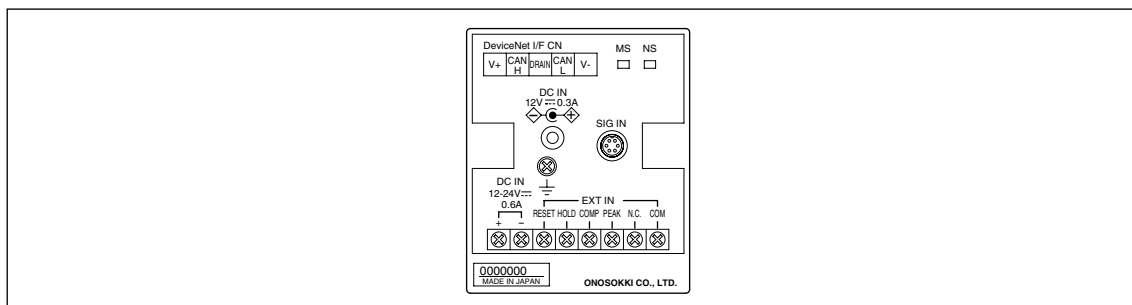 DeviceNet I/F CN
MS NS
V+ CAN H DRAIN CAN L V-
DC IN
12V⎓0.3A
− +
SIG IN
DC IN
12-24V⎓
0.6A
EXT IN
+ − RESET HOLD COMP PEAK N.C. COM
0000000
MADE IN JAPAN
ONOSOKKI CO., LTD.